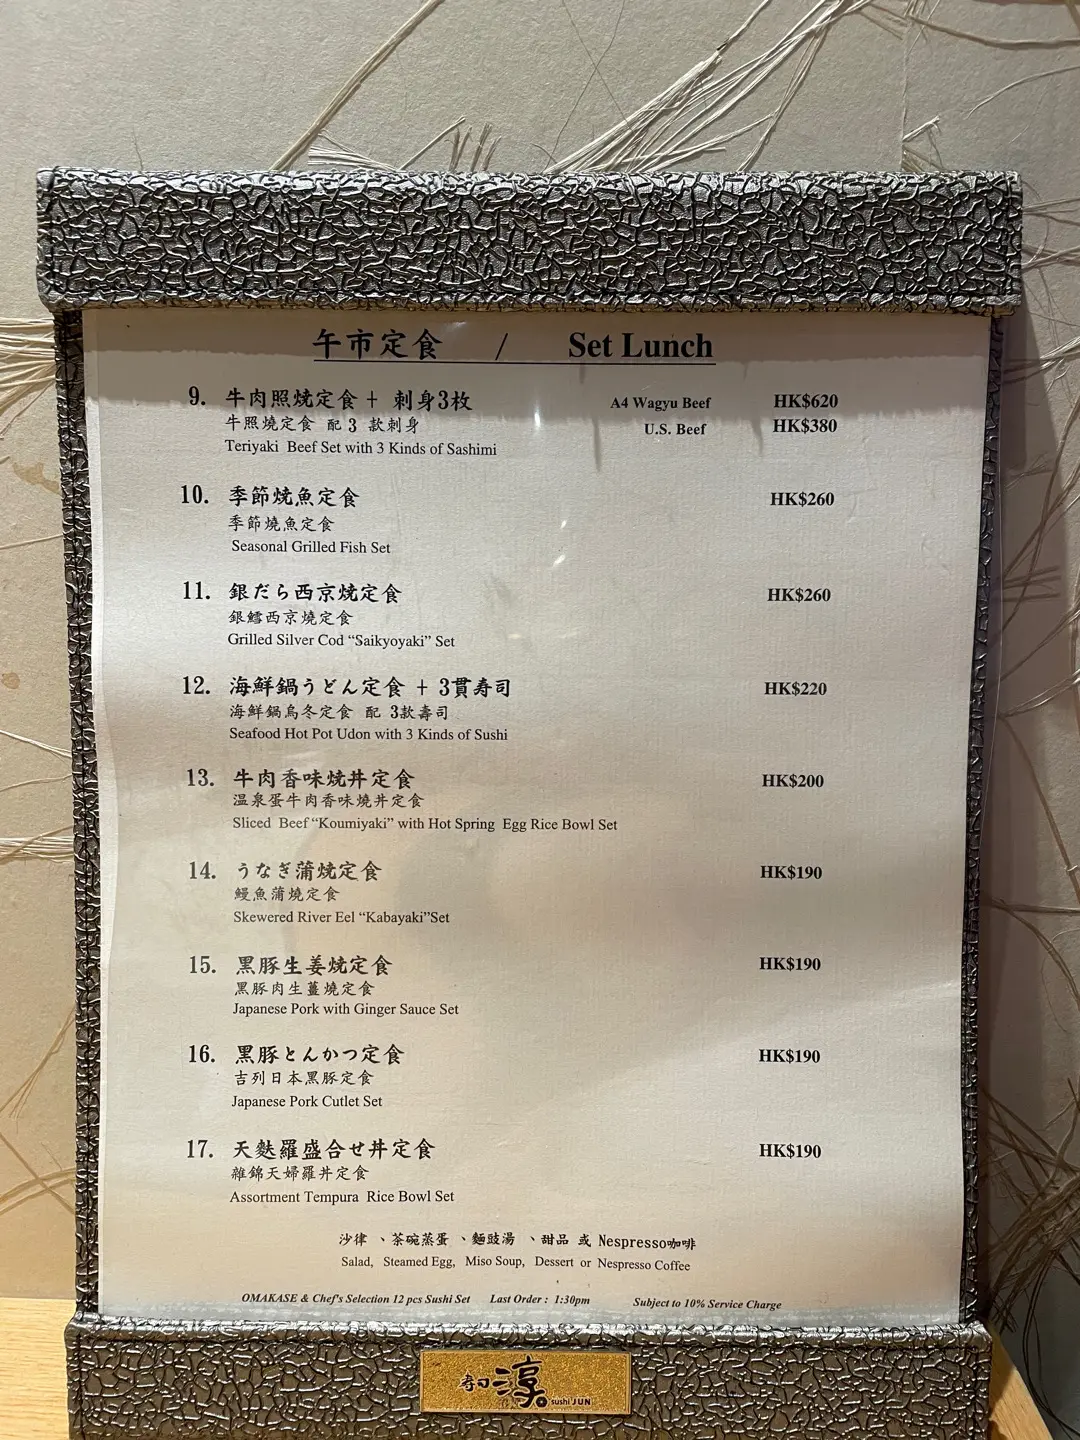 午市定食 / Set Lunch
9. 牛肉照焼定食 + 刺身3枚 A4 Wagyu Beef HK$620
牛照燒定食 配 3 款刺身 U.S. Beef HK$380
Teriyaki Beef Set with 3 Kinds of Sashimi
10. 季節焼魚定食 HK$260
季節燒魚定食
Seasonal Grilled Fish Set
11. 銀だら西京焼定食 HK$260
銀鱈西京燒定食
Grilled Silver Cod “Saikyoyaki” Set
12. 海鮮鍋うどん定食 + 3貫寿司 HK$220
海鮮鍋烏冬定食 配 3款壽司
Seafood Hot Pot Udon with 3 Kinds of Sushi
13. 牛肉香味焼丼定食 HK$200
温泉蛋牛肉香味燒丼定食
Sliced Beef “Koumiyaki” with Hot Spring Egg Rice Bowl Set
14. うなぎ蒲焼定食 HK$190
鰻魚蒲燒定食
Skewered River Eel “Kabayaki”Set
15. 黒豚生姜焼定食 HK$190
黑豚肉生薑燒定食
Japanese Pork with Ginger Sauce Set
16. 黒豚とんかつ定食 HK$190
吉列日本黑豚定食
Japanese Pork Cutlet Set
17. 天麩羅盛合せ丼定食 HK$190
雜錦天婦羅丼定食
Assortment Tempura Rice Bowl Set
沙律 、茶碗蒸蛋 、麵豉湯 、甜品 或 Nespresso咖啡
Salad, Steamed Egg, Miso Soup, Dessert or Nespresso Coffee
OMAKASE & Chef's Selection 12 pcs Sushi Set Last Order : 1:30pm Subject to 10% Service Charge
寿司 淳
sushi JUN